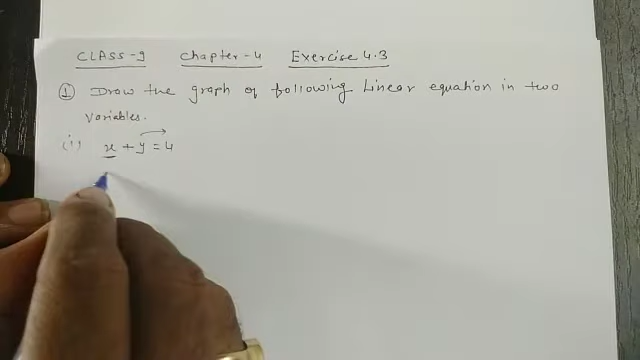 CLASS-9 Chapter-4 Exercise 4.3
① Draw the graph of following Linear equation in two
Variables.
(i) x + y = 4